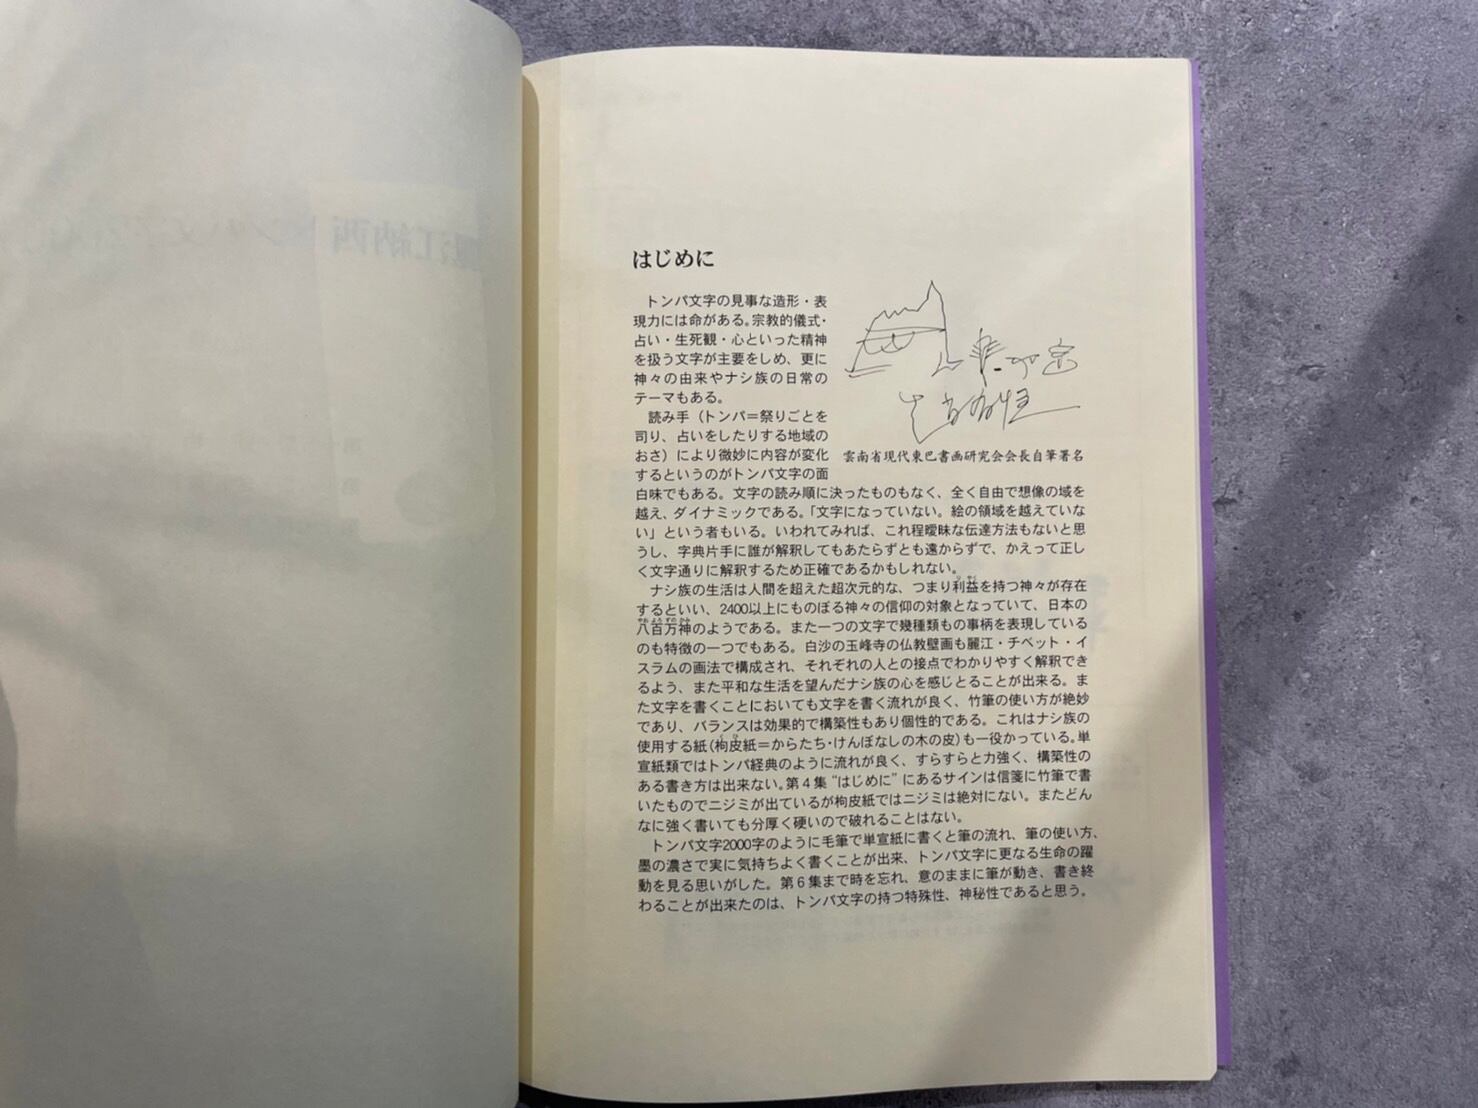 はじめに
トンパ文字の見事な造形・表
現力には命がある。宗教的儀式・
占い・生死観・心といった精神
を扱う文字が主要をしめ、更に
神々の由来やナシ族の日常の
テーマもある。
読み手（トンパ＝祭りごとを
司り、占いをしたりする地域の
おさ）により微妙に内容が変化
するというのがトンパ文字の面
雲南省現代東巴書画研究会会長自筆署名
白味でもある。文字の読み順に決ったものもなく、全く自由で想像の域を
越え、ダイナミックである。「文字になっていない。絵の領域を越えていな
い」という者もいる。いわれてみれば、これ程曖昧な伝達方法もないと思
うし、字典片手に誰が解釈してもあたらずとも遠からずで、かえって正し
く文字通りに解釈するため正確であるかもしれない。
ナシ族の生活は人間を超えた超次元的な、つまり利益を持つ神々が存在
するといい、2400以上にものぼる神々の信仰の対象となっていて、日本の
八百万神のようである。また一つの文字で幾種類もの事柄を表現している
のも特徴の一つでもある。白沙の玉峰寺の仏教壁画も麗江・チベット・イ
スラムの画法で構成され、それぞれの人との接点でわかりやすく解釈でき
るよう、また平和な生活を望んだナシ族の心を感じとることが出来る。ま
た文字を書くことにおいても文字を書く流れが良く、竹筆の使い方が絶妙
であり、バランスは効果的で構築性もあり個性的である。これはナシ族の
使用する紙（枸皮紙＝からたち・けんぽなしの木の皮）も一役かっている。単
宣紙類ではトンパ経典のように流れが良く、すらすらと力強く、構築性の
ある書き方は出来ない。第４集“はじめに”にあるサインは信箋に竹筆で書
いたものでニジミが出ているが枸皮紙ではニジミは絶対にない。またどん
なに強く書いても分厚く硬いので破れることはない。
トンパ文字2000字のように毛筆で単宣紙に書くと筆の流れ、筆の使い方、
墨の濃さで実に気持ちよく書くことが出来、トンパ文字に更なる生命の躍
動を見る思いがした。第６集まで時を忘れ、意のままに筆が動き、書き終
わることが出来たのは、トンパ文字の持つ特殊性、神秘性であると思う。